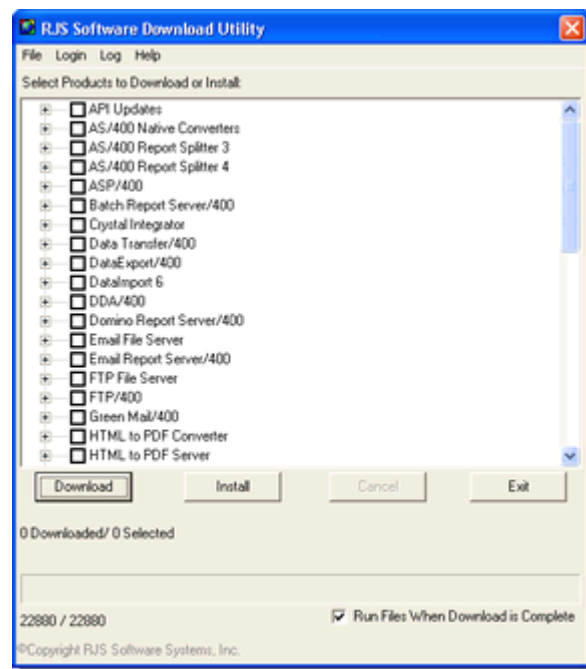 RJS Software Download Utility
File Login Log Help
Select Products to Download or Install:
API Updates
AS/400 Native Converters
AS/400 Report Splitter 3
AS/400 Report Splitter 4
ASP/400
Batch Report Server/400
Crystal Integrator
Data Transfer/400
DataExport/400
DataImport 6
DDA/400
Domino Report Server/400
Email File Server
Email Report Server/400
FTP File Server
FTP/400
Green Mail/400
HTML to PDF Converter
HTML to PDF Server
Download Install Cancel Exit
0 Downloaded/ 0 Selected
22880 / 22880 Run Files When Download is Complete
©Copyright RJS Software Systems, Inc.